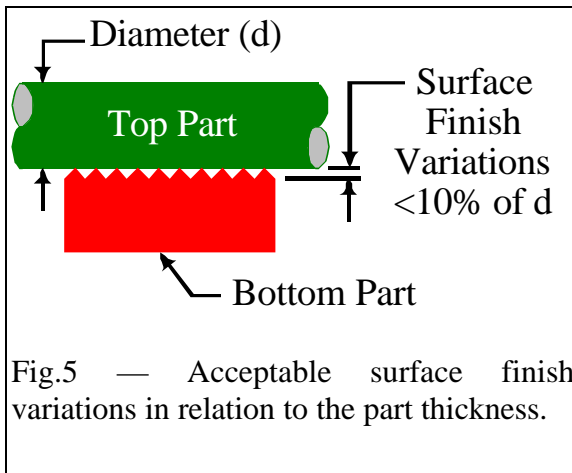 Diameter (d)
Top Part
Surface
Finish
Variations
<10% of d
Bottom Part
Fig.5 — Acceptable surface finish
variations in relation to the part thickness.